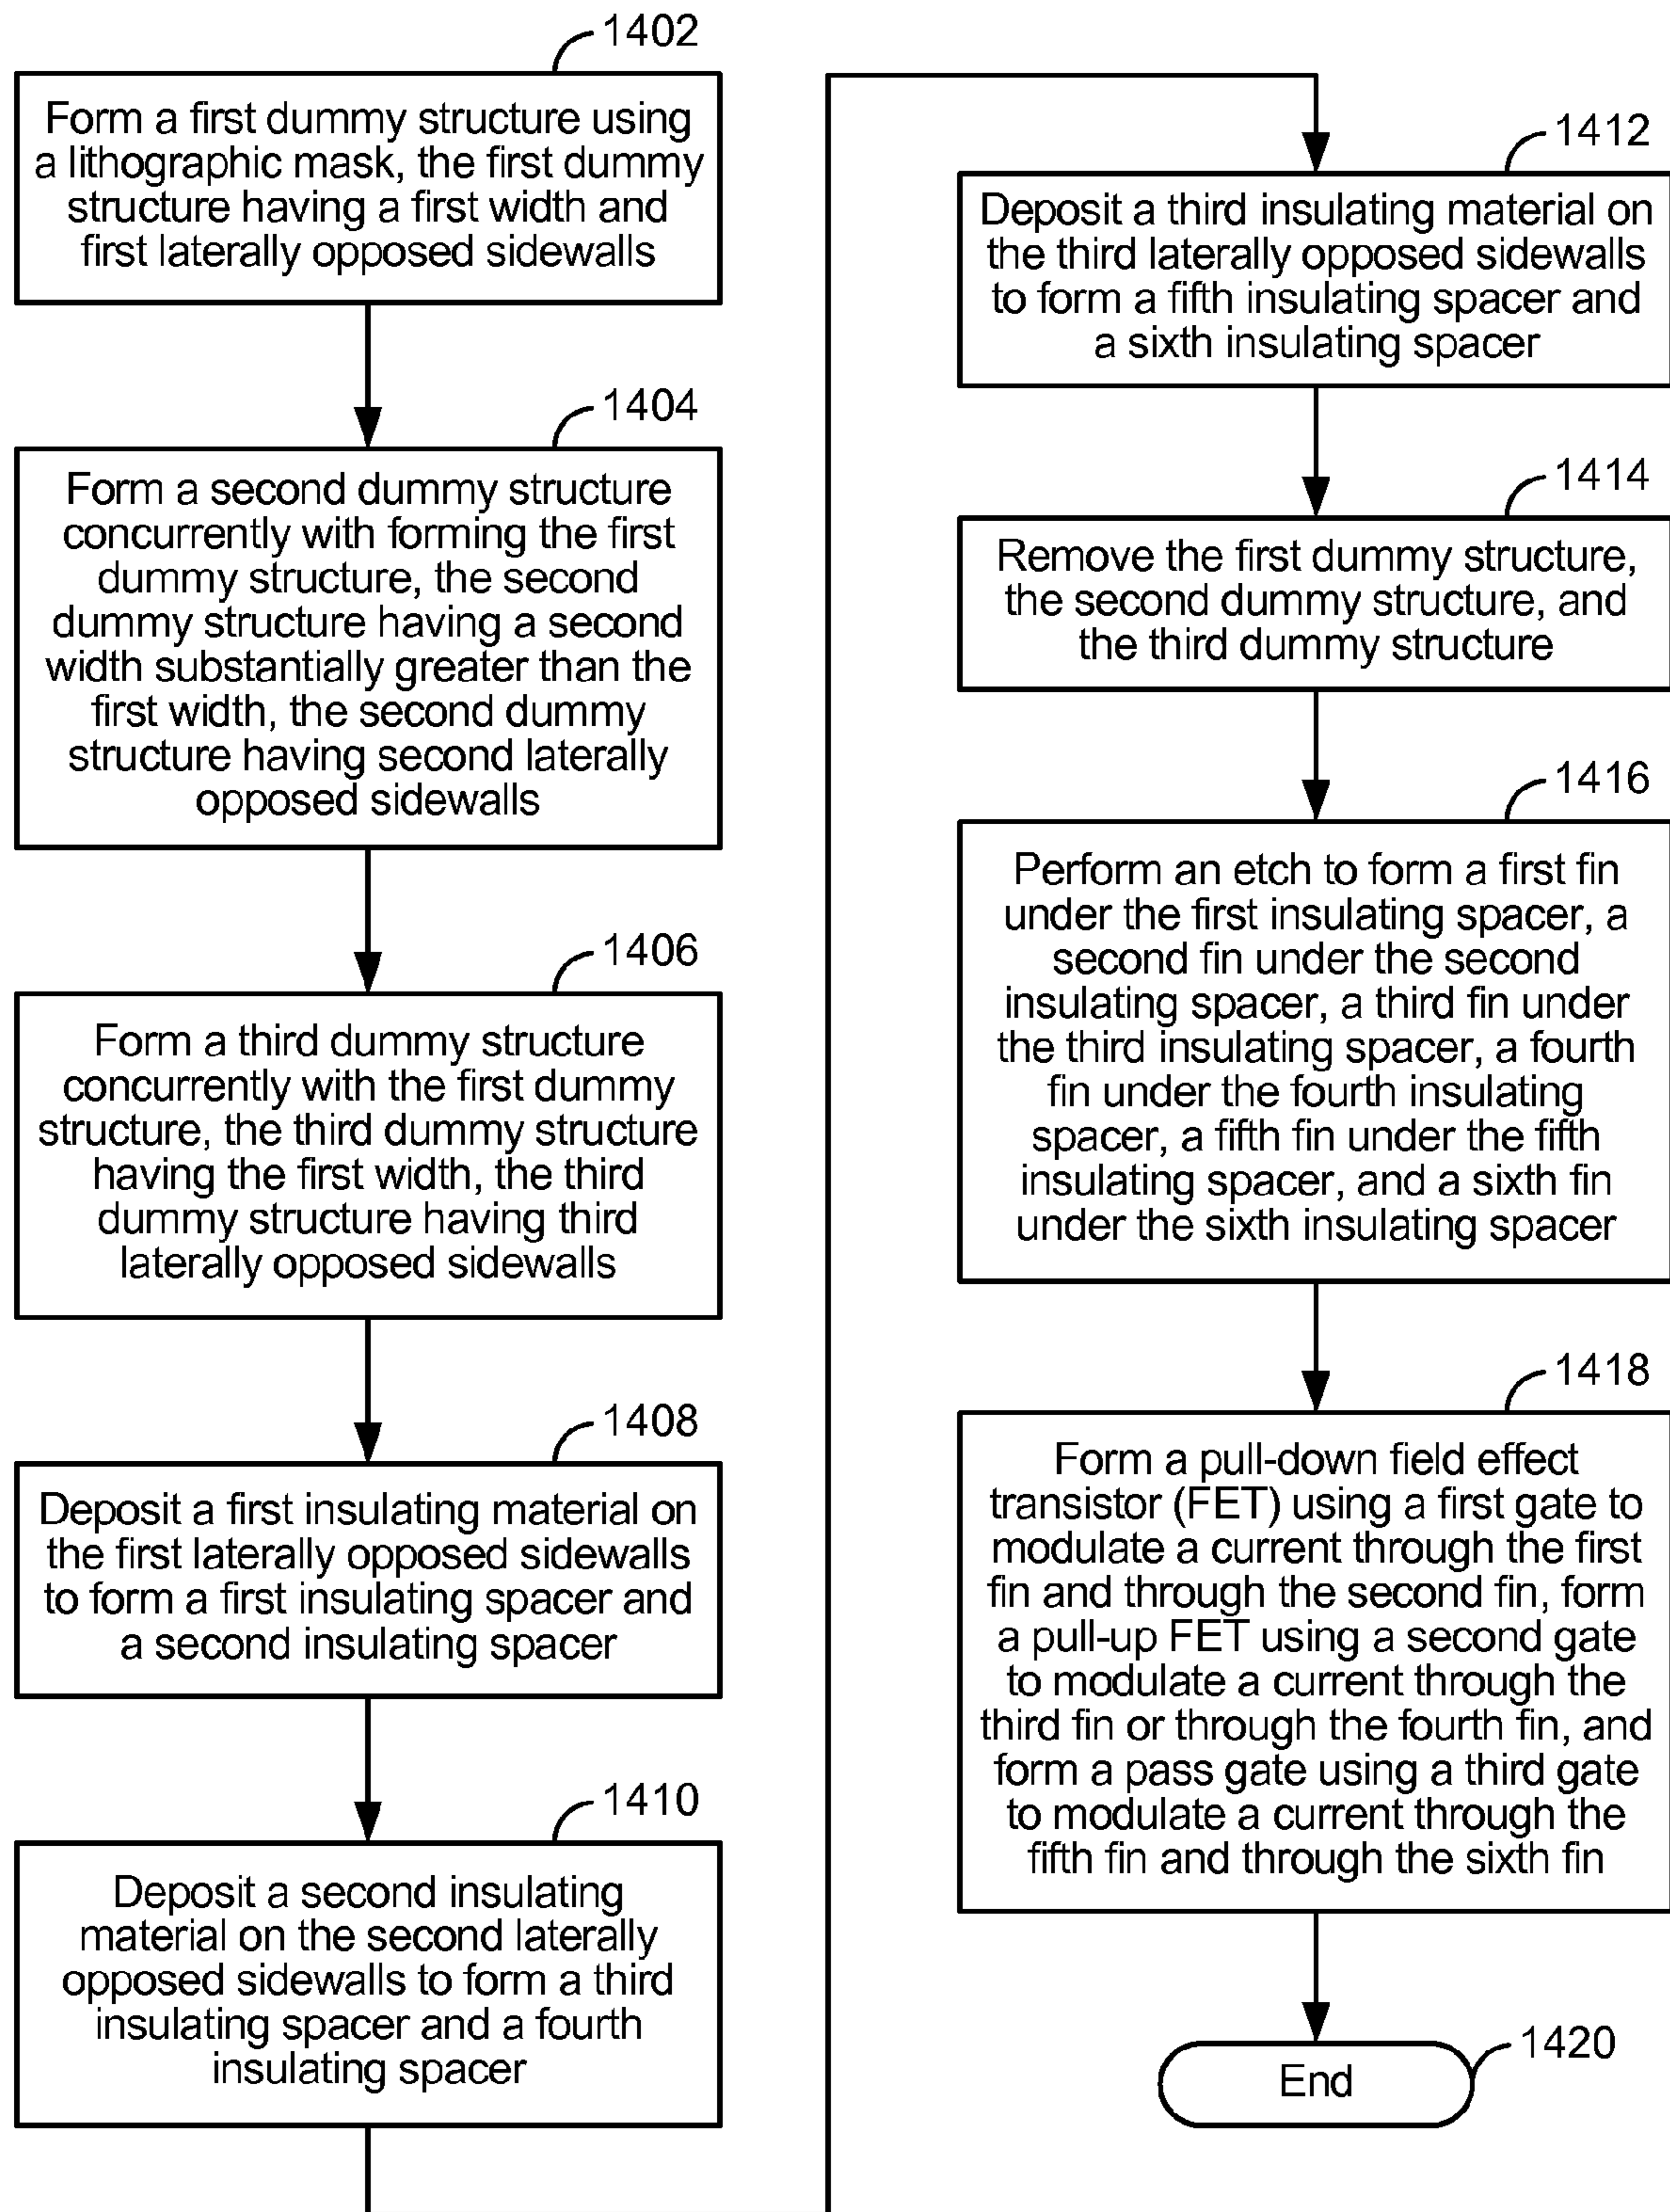 1402
Form a first dummy structure using
a lithographic mask, the first dummy
structure having a first width and
first laterally opposed sidewalls
1404
Form a second dummy structure
concurrently with forming the first
dummy structure, the second
dummy structure having a second
width substantially greater than the
first width, the second dummy
structure having second laterally
opposed sidewalls
1406
Form a third dummy structure
concurrently with the first dummy
structure, the third dummy structure
having the first width, the third
dummy structure having third
laterally opposed sidewalls
1408
Deposit a first insulating material on
the first laterally opposed sidewalls
to form a first insulating spacer and
a second insulating spacer
1410
Deposit a second insulating
material on the second laterally
opposed sidewalls to form a third
insulating spacer and a fourth
insulating spacer
1412
Deposit a third insulating material on
the third laterally opposed sidewalls
to form a fifth insulating spacer and
a sixth insulating spacer
1414
Remove the first dummy structure,
the second dummy structure, and
the third dummy structure
1416
Perform an etch to form a first fin
under the first insulating spacer, a
second fin under the second
insulating spacer, a third fin under
the third insulating spacer, a fourth
fin under the fourth insulating
spacer, a fifth fin under the fifth
insulating spacer, and a sixth fin
under the sixth insulating spacer
1418
Form a pull-down field effect
transistor (FET) using a first gate to
modulate a current through the first
fin and through the second fin, form
a pull-up FET using a second gate
to modulate a current through the
third fin or through the fourth fin, and
form a pass gate using a third gate
to modulate a current through the
fifth fin and through the sixth fin
1420
End